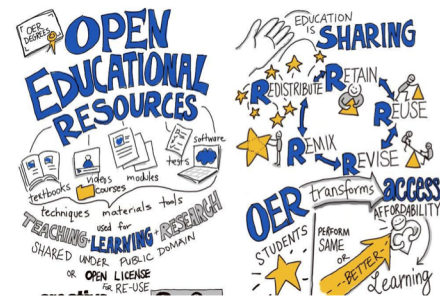 OER
DEGREES
OPEN
EDUCATIONAL
RESOURCES
textbooks
videos
courses
modules
tests
software
techniques materials tools
used for
TEACHING·LEARNING·RESEARCH
SHARED UNDER PUBLIC DOMAIN
OR OPEN LICENSE
FOR RE-USE
EDUCATION
IS SHARING
RETAIN
REDISTRIBUTE
REUSE
REMIX
REVISE
OER
transforms
access
AFFORDABILITY
STUDENTS
PERFORM
SAME
OR
BETTER
Learning